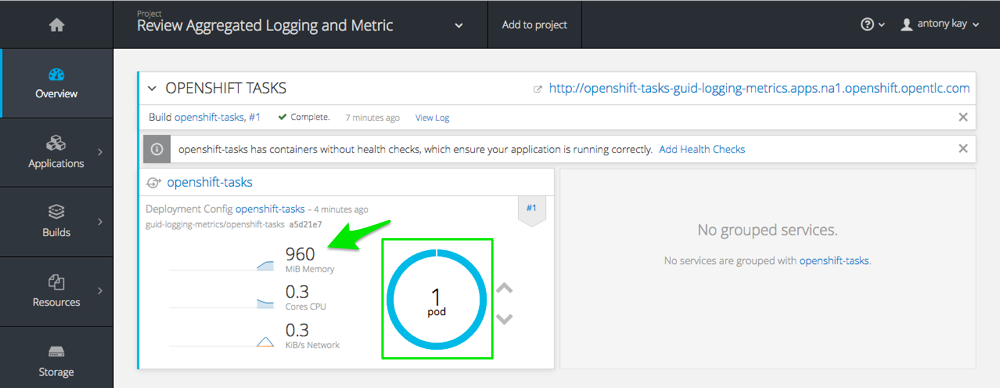 Project
Review Aggregated Logging and Metric
Add to project
antony kay
Overview
Applications
Builds
Resources
Storage
OPENSHIFT TASKS
http://openshift-tasks-guid-logging-metrics.apps.na1.openshift.opentlc.com
Build openshift-tasks, #1 Complete. 7 minutes ago View Log
openshift-tasks has containers without health checks, which ensure your application is running correctly. Add Health Checks
openshift-tasks
Deployment Config openshift-tasks – 4 minutes ago
#1
guid-logging-metrics/openshift-tasks a5d21e7
960
MiB Memory
0.3
Cores CPU
0.3
KiB/s Network
1
pod
No grouped services.
No services are grouped with openshift-tasks.